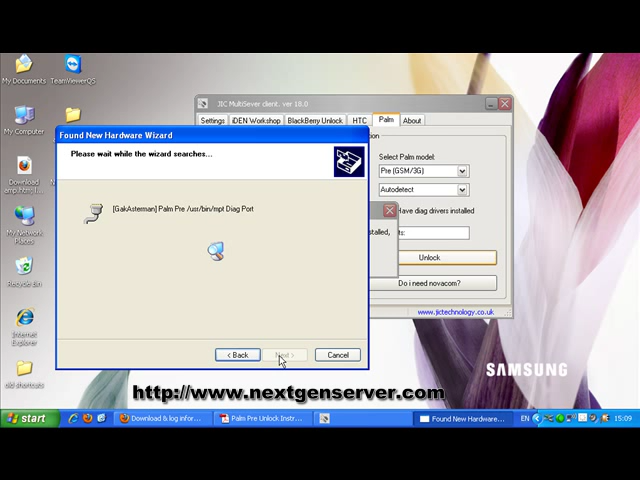 My Documents
TeamViewerQS
My Computer
Download
My Network
Places
Recycle Bin
Internet
Explorer
old shortcuts
JIC MultiSever client. ver 18.0
Settings
iDEN Workshop
BlackBerry Unlock
HTC
Palm
About
Select Palm model:
Pre (GSM/3G)
Autodetect
Have diag drivers installed
Unlock
Do i need novacom?
www.jictechnology.co.uk
Found New Hardware Wizard
Please wait while the wizard searches...
[GakAsterman] Palm Pre /usr/bin/mpt Diag Port
< Back
Next >
Cancel
SAMSUNG
http://www.nextgenserver.com
start
Download & log infor...
Palm Pre Unlock Instr...
Found New Hardware...
EN
15:09